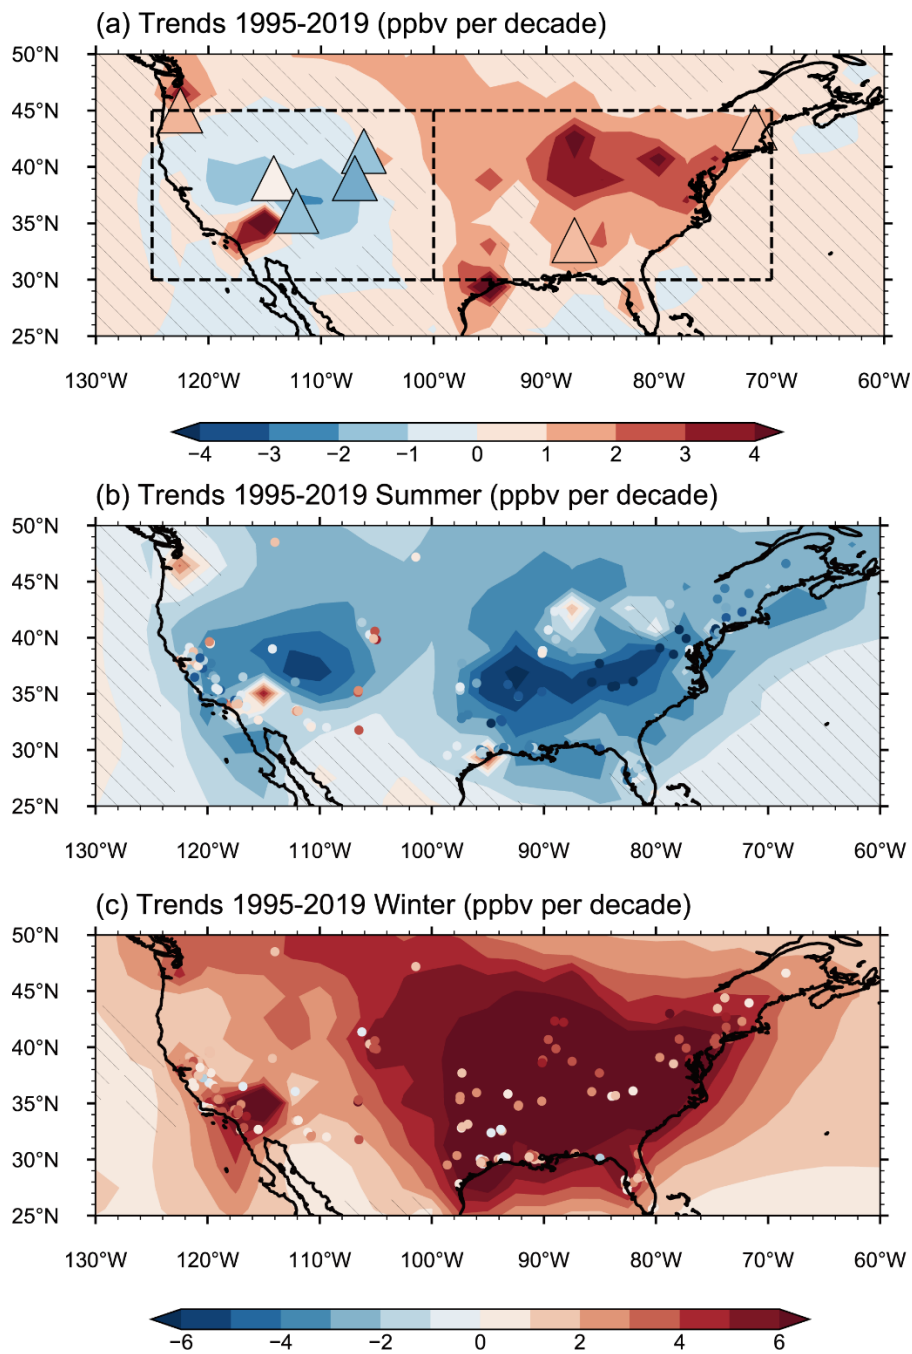 (a) Trends 1995-2019 (ppbv per decade)
50°N
45°N
40°N
35°N
30°N
25°N
130°W 120°W 110°W 100°W 90°W 80°W 70°W 60°W
−4 −3 −2 −1 0 1 2 3 4
(b) Trends 1995-2019 Summer (ppbv per decade)
50°N
45°N
40°N
35°N
30°N
25°N
130°W 120°W 110°W 100°W 90°W 80°W 70°W 60°W
(c) Trends 1995-2019 Winter (ppbv per decade)
50°N
45°N
40°N
35°N
30°N
25°N
130°W 120°W 110°W 100°W 90°W 80°W 70°W 60°W
−6 −4 −2 0 2 4 6